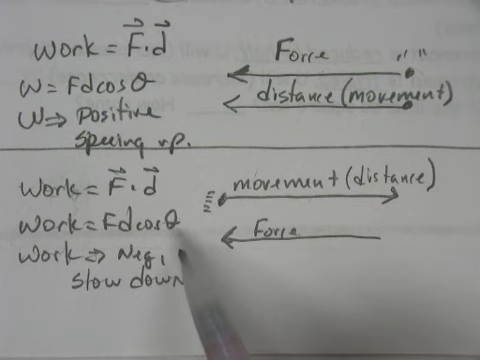 Work = F⃗·d⃗
W = Fdcosθ
W ⇒ Positive
Speeing up.
Force
distance (movement)
Work = F⃗·d⃗
Work = Fdcosθ
Work ⇒ Neg,
slow down
movement (distance)
Force